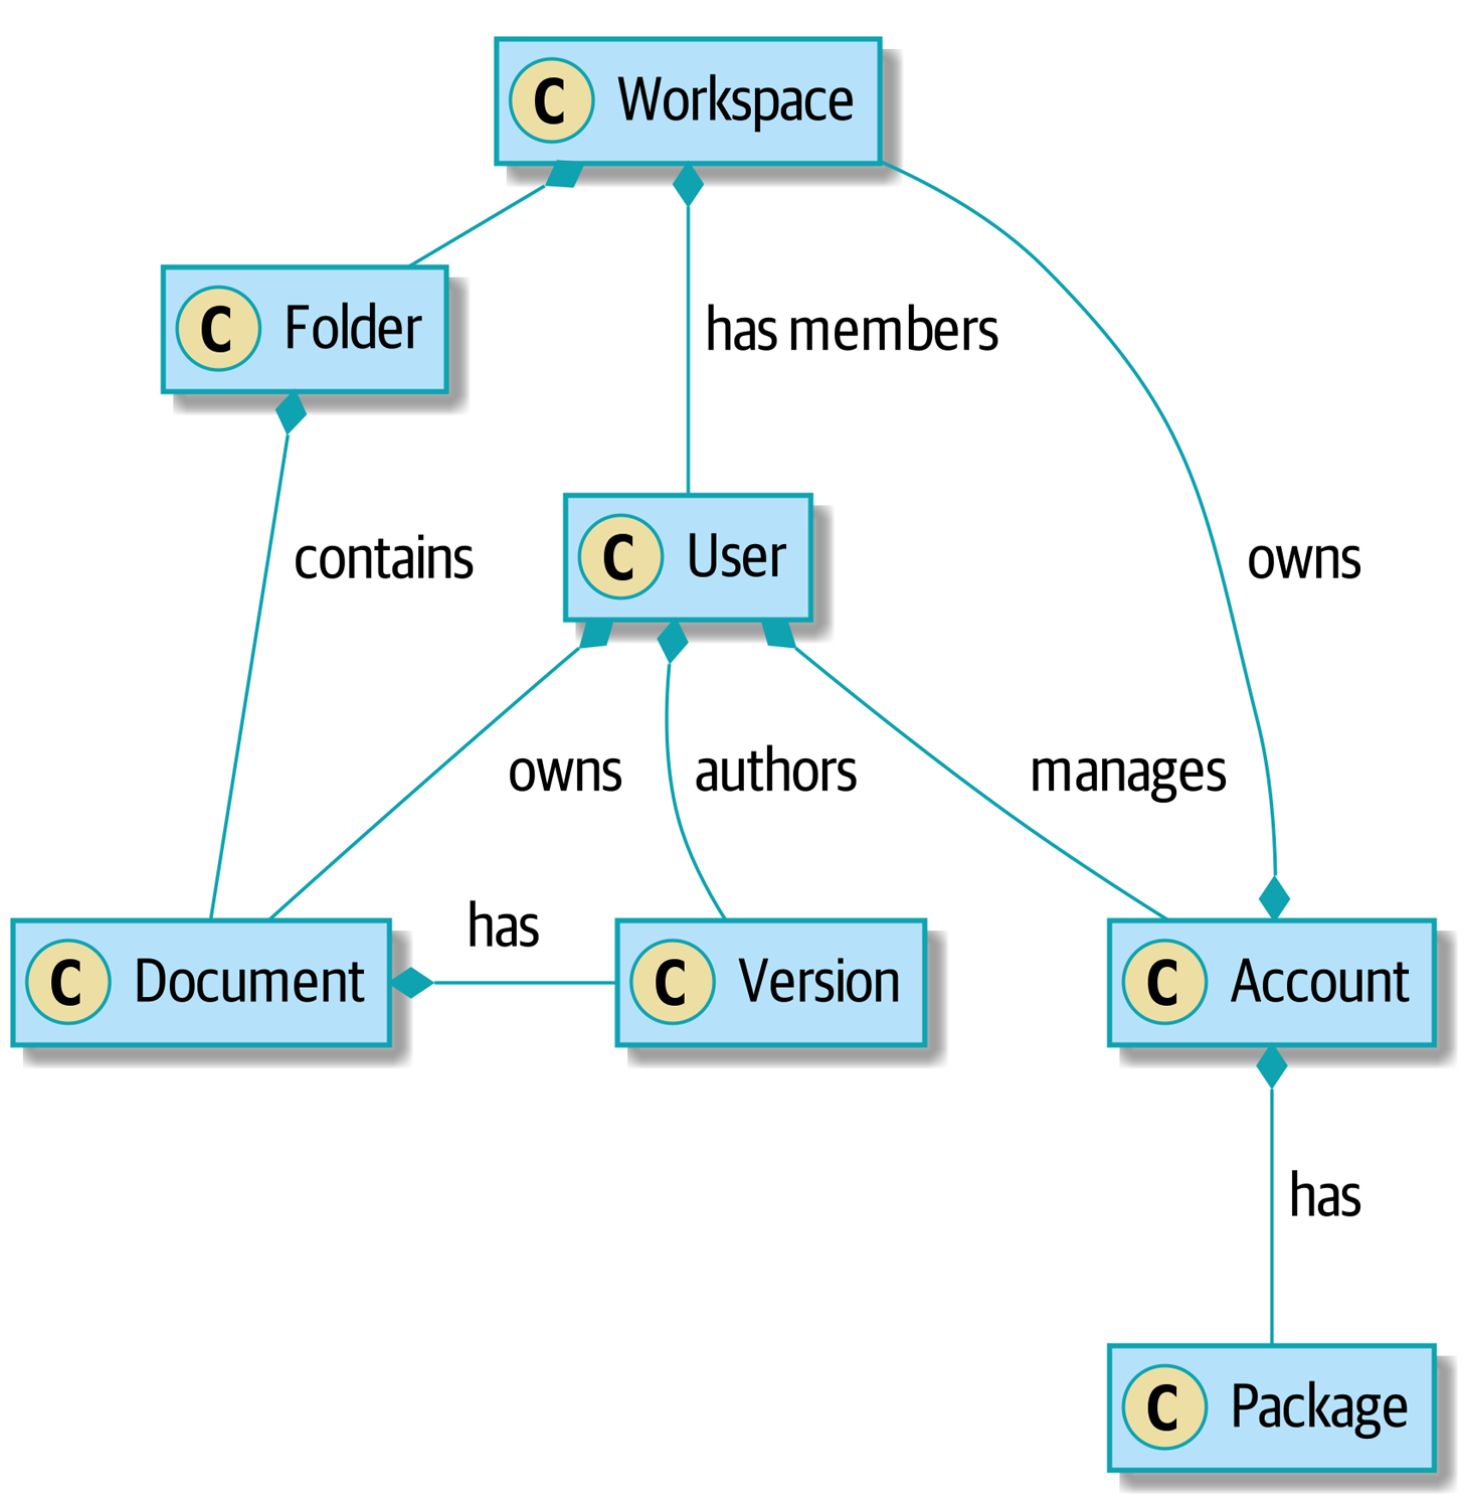 C Workspace
C Folder
has members
contains
C User
owns
owns
authors
manages
has
C Document
C Version
C Account
has
C Package